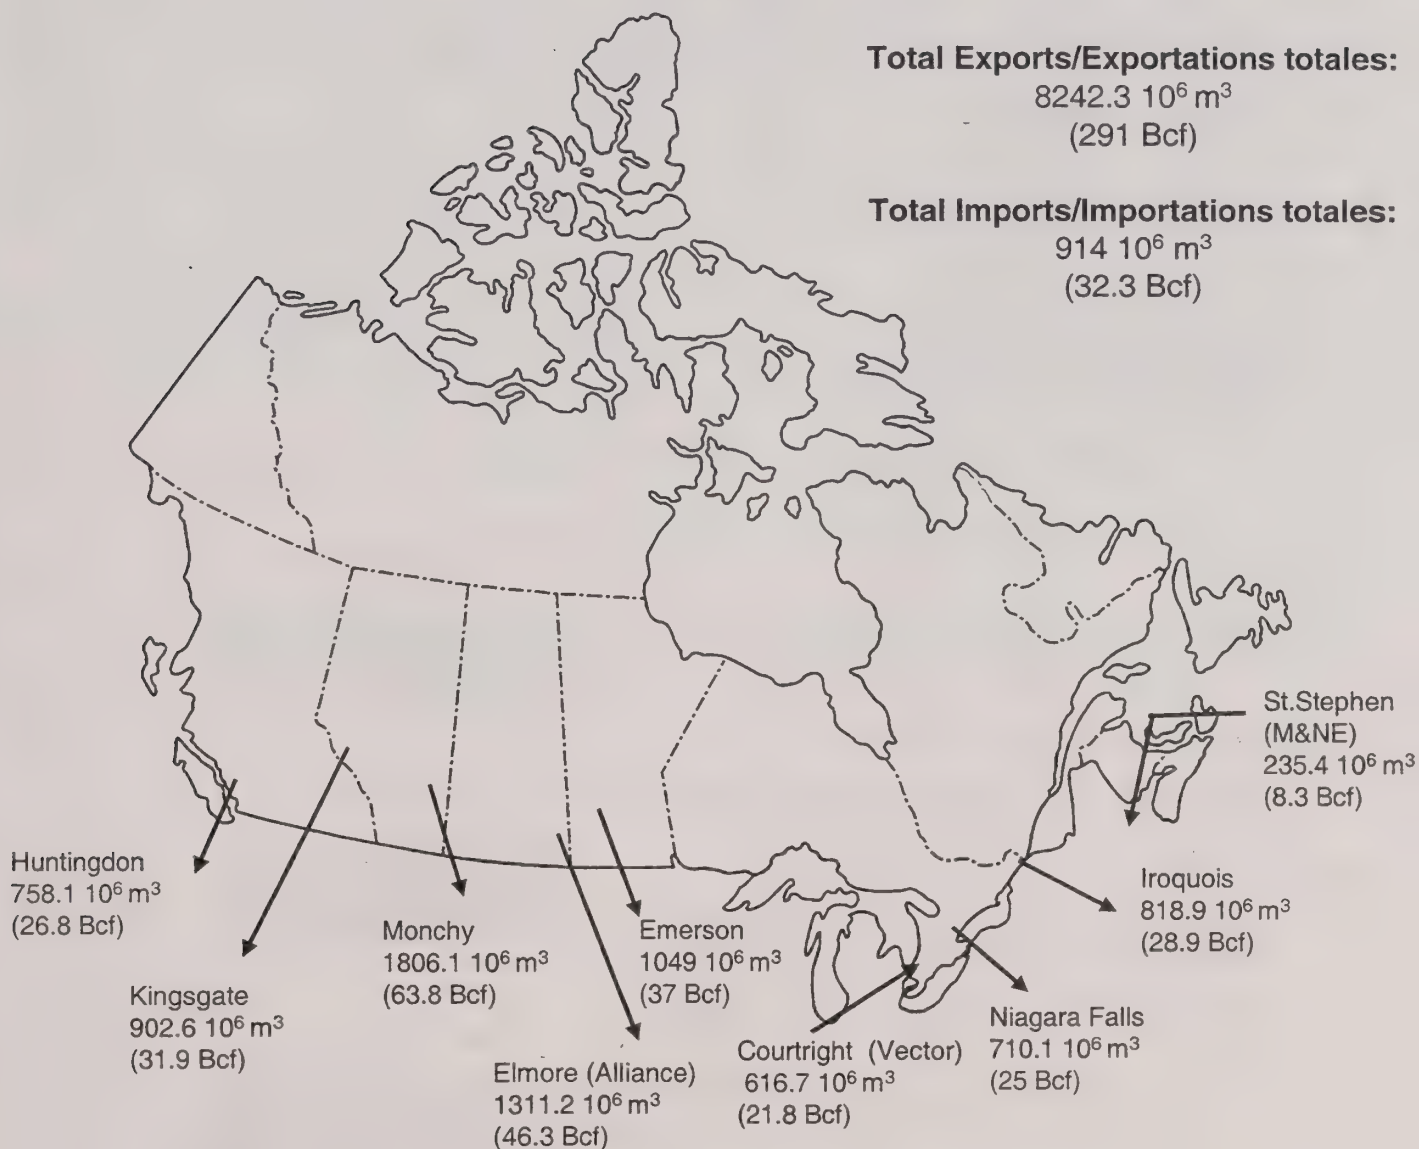 Total Exports/Exportations totales:
8242.3 10⁶ m³
(291 Bcf)
Total Imports/Importations totales:
914 10⁶ m³
(32.3 Bcf)
St.Stephen
(M&NE)
235.4 10⁶ m³
(8.3 Bcf)
Huntingdon
758.1 10⁶ m³
(26.8 Bcf)
Kingsgate
902.6 10⁶ m³
(31.9 Bcf)
Monchy
1806.1 10⁶ m³
(63.8 Bcf)
Elmore (Alliance)
1311.2 10⁶ m³
(46.3 Bcf)
Emerson
1049 10⁶ m³
(37 Bcf)
Courtright (Vector)
616.7 10⁶ m³
(21.8 Bcf)
Niagara Falls
710.1 10⁶ m³
(25 Bcf)
Iroquois
818.9 10⁶ m³
(28.9 Bcf)